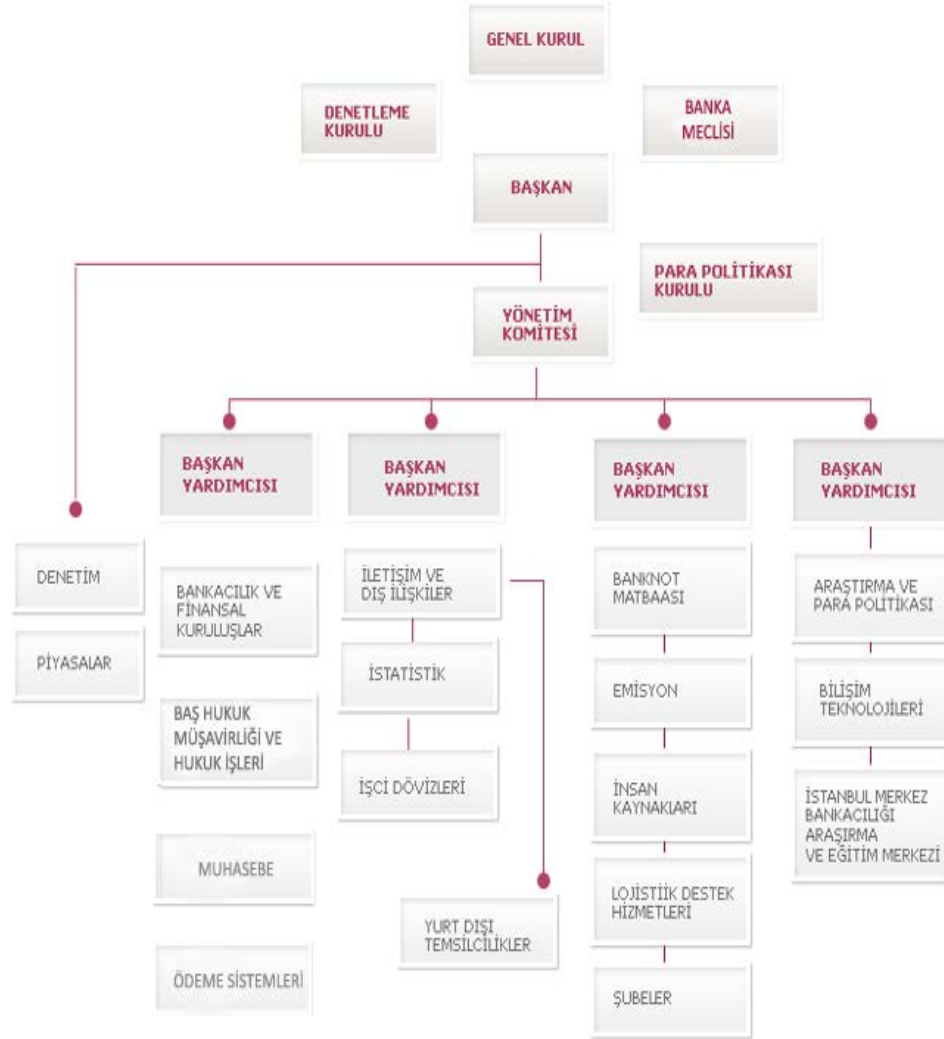 GENEL KURUL
DENETLEME
KURULU
BANKA
MECLİSİ
BAŞKAN
PARA POLİTİKASI
KURULU
YÖNETİM
KOMİTESİ
BAŞKAN
YARDIMCISI
BAŞKAN
YARDIMCISI
BAŞKAN
YARDIMCISI
BAŞKAN
YARDIMCISI
DENETİM
PİYASALAR
BANKACILIK VE
FİNANSAL
KURULUŞLAR
BAŞ HUKUK
MÜŞAVİRLİĞİ VE
HUKUK İŞLERİ
MUHASEBE
ÖDEME SİSTEMLERİ
İLETİŞİM VE
DIŞ İLİŞKİLER
İSTATİSTİK
İŞCİ DÖVİZLERİ
YURT DIŞI
TEMSİLCİLİKLER
BANKNOT
MATBAASI
EMİSYON
İNSAN
KAYNAKLARI
LOJİSTİİK DESTEK
HİZMETLERİ
ŞUBELER
ARAŞTIRMA VE
PARA POLİTİKASI
BİLİŞİM
TEKNOLOJİLERİ
İSTANBUL MERKEZ
BANKACILIĞI
ARAŞIRMA
VE EĞİTİM MERKEZİ